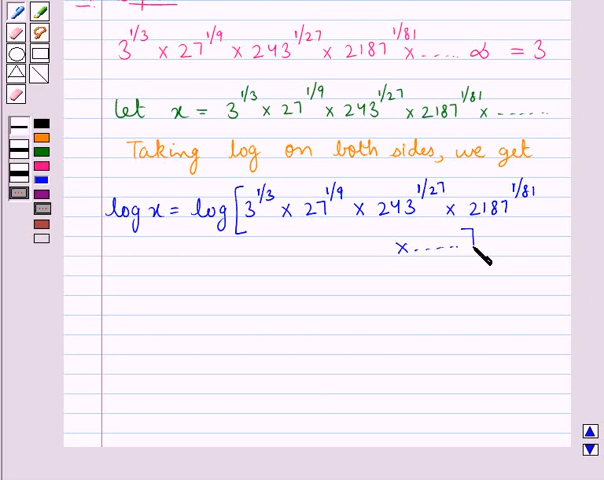 3^{1/3} × 27^{1/9} × 243^{1/27} × 2187^{1/81} × ..... ∞ = 3
let x = 3^{1/3} × 27^{1/9} × 243^{1/27} × 2187^{1/81} × ......
Taking log on both sides, we get
log x = log [3^{1/3} × 27^{1/9} × 243^{1/27} × 2187^{1/81}
× ..... ]